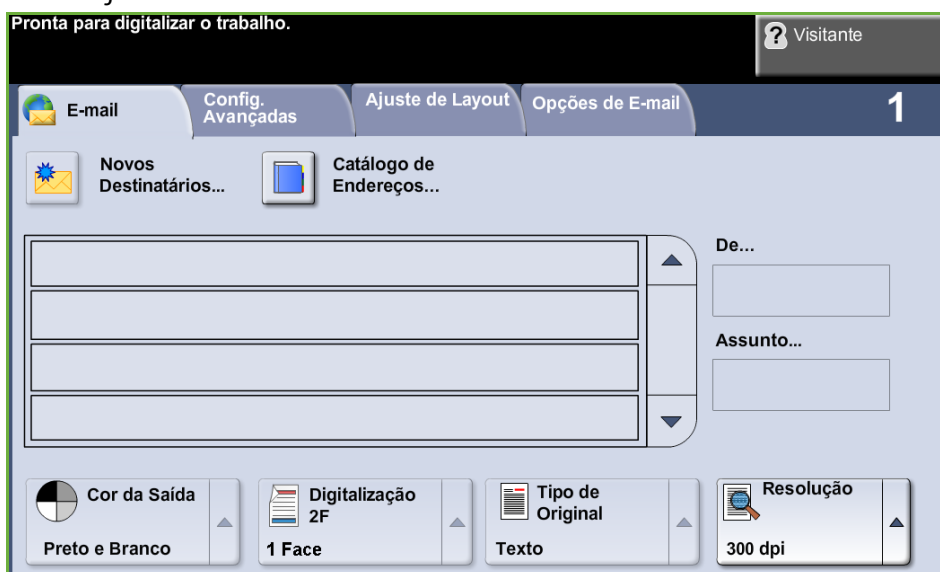 Pronta para digitalizar o trabalho.
? Visitante
E-mail
Config.
Avançadas
Ajuste de Layout
Opções de E-mail
1
Novos
Destinatários...
Catálogo de
Endereços...
De...
Assunto...
Cor da Saída
Preto e Branco
Digitalização
2F
1 Face
Tipo de
Original
Texto
Resolução
300 dpi